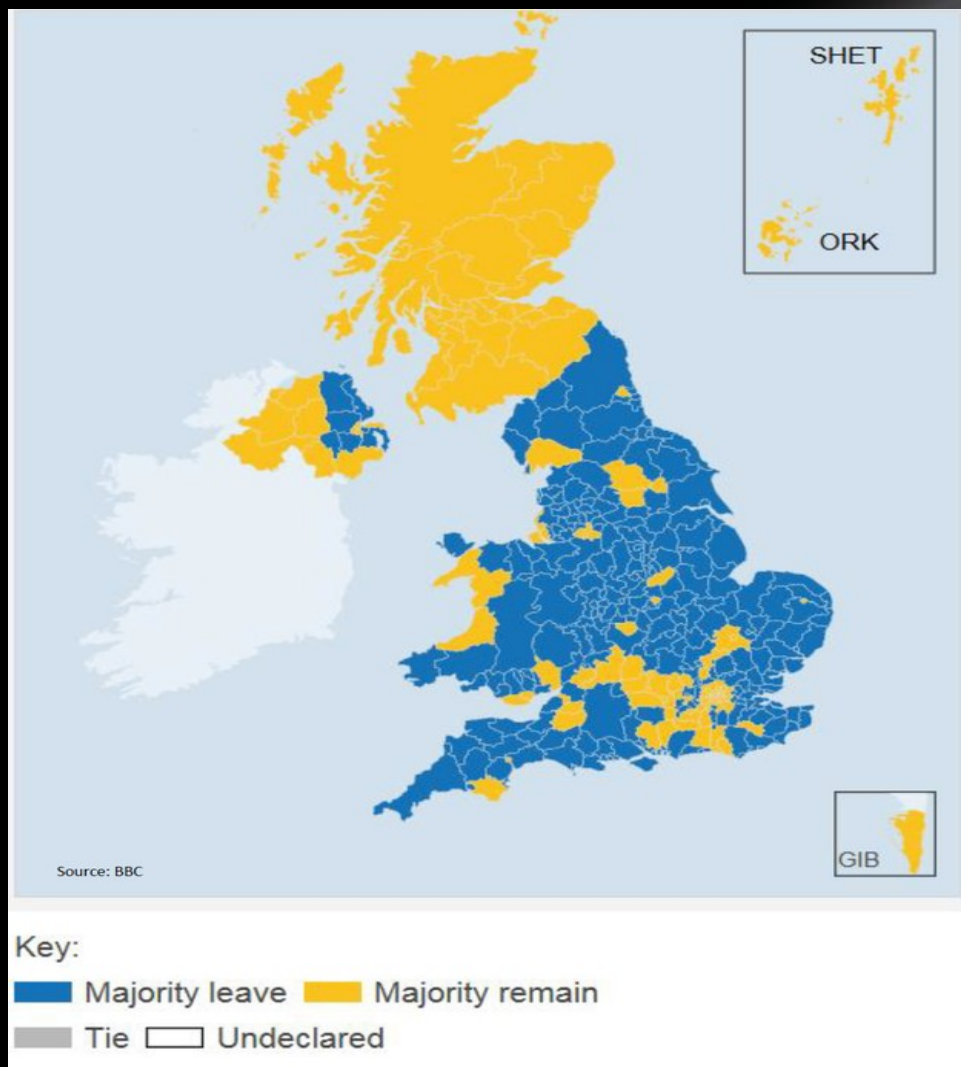 SHET
ORK
GIB
Source: BBC
Key:
Majority leave Majority remain
Tie Undeclared